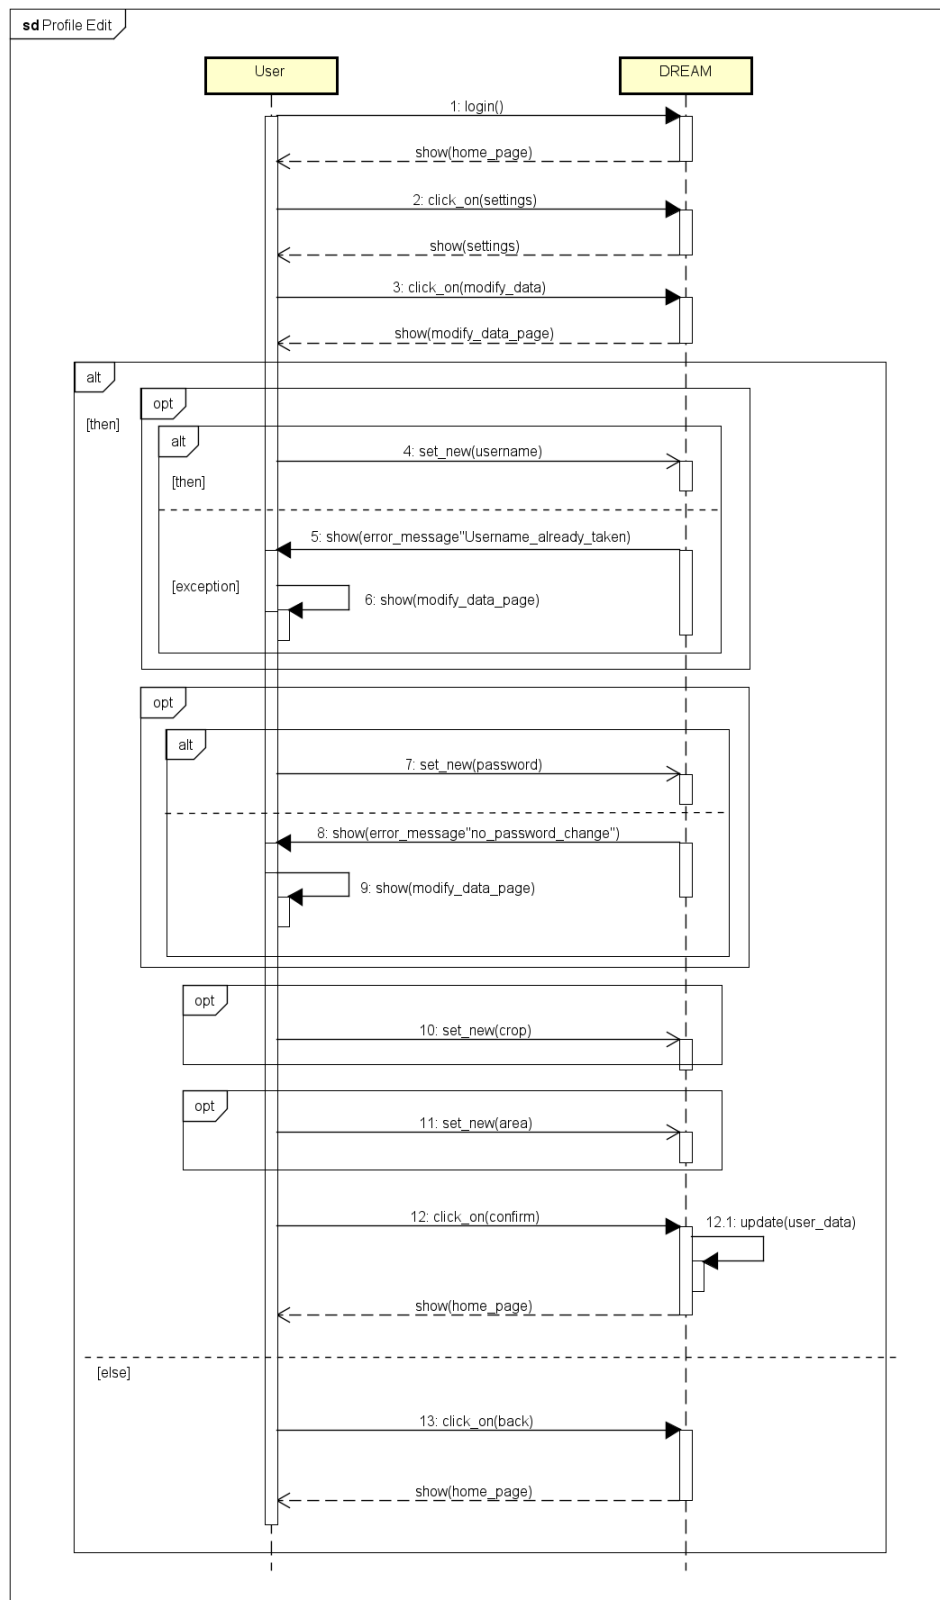 sd Profile Edit
User
DREAM
1: login()
show(home_page)
2: click_on(settings)
show(settings)
3: click_on(modify_data)
show(modify_data_page)
alt
opt
[then]
alt
4: set_new(username)
[then]
5: show(error_message"Username_already_taken)
[exception]
6: show(modify_data_page)
opt
alt
7: set_new(password)
8: show(error_message"no_password_change")
9: show(modify_data_page)
opt
10: set_new(crop)
opt
11: set_new(area)
12: click_on(confirm)
12.1: update(user_data)
show(home_page)
[else]
13: click_on(back)
show(home_page)